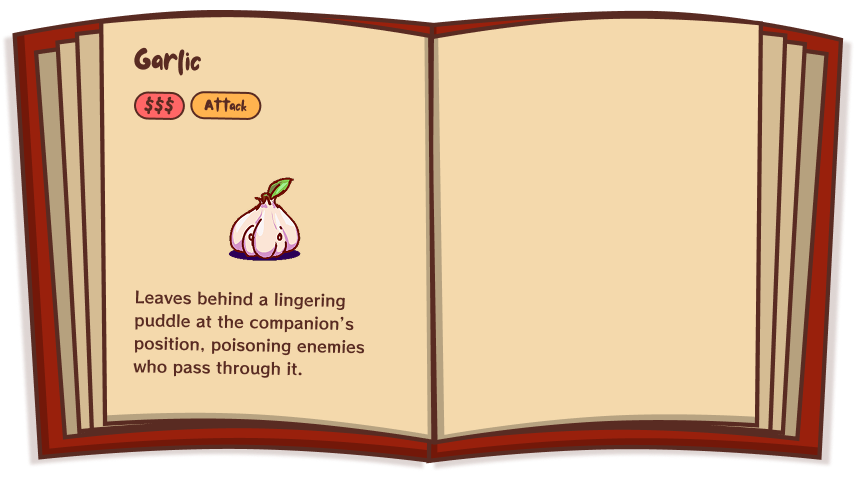 Garlic
$$$ Attack
Leaves behind a lingering
puddle at the companion's
position, poisoning enemies
who pass through it.